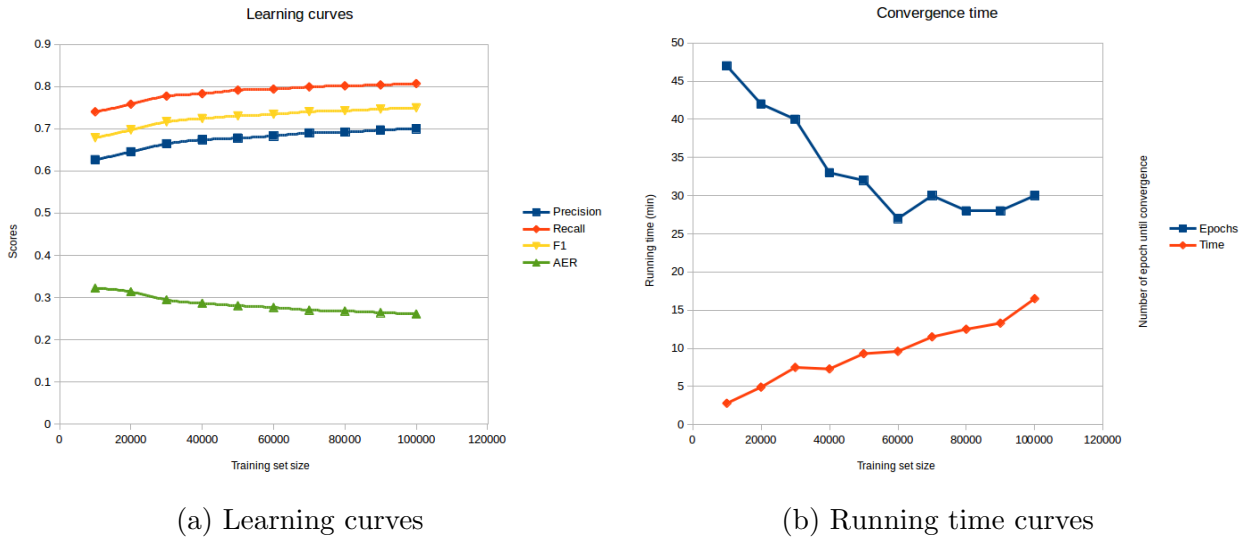 Learning curves
0.9
0.8
0.7
0.6
0.5
0.4
0.3
0.2
0.1
0
Scores
0 20000 40000 60000 80000 100000 120000
Training set size
Precision
Recall
F1
AER
(a) Learning curves
Convergence time
50
45
40
35
30
25
20
15
10
5
0
Running time (min)
0 20000 40000 60000 80000 100000 120000
Training set size
Number of epoch until convergence
Epochs
Time
(b) Running time curves